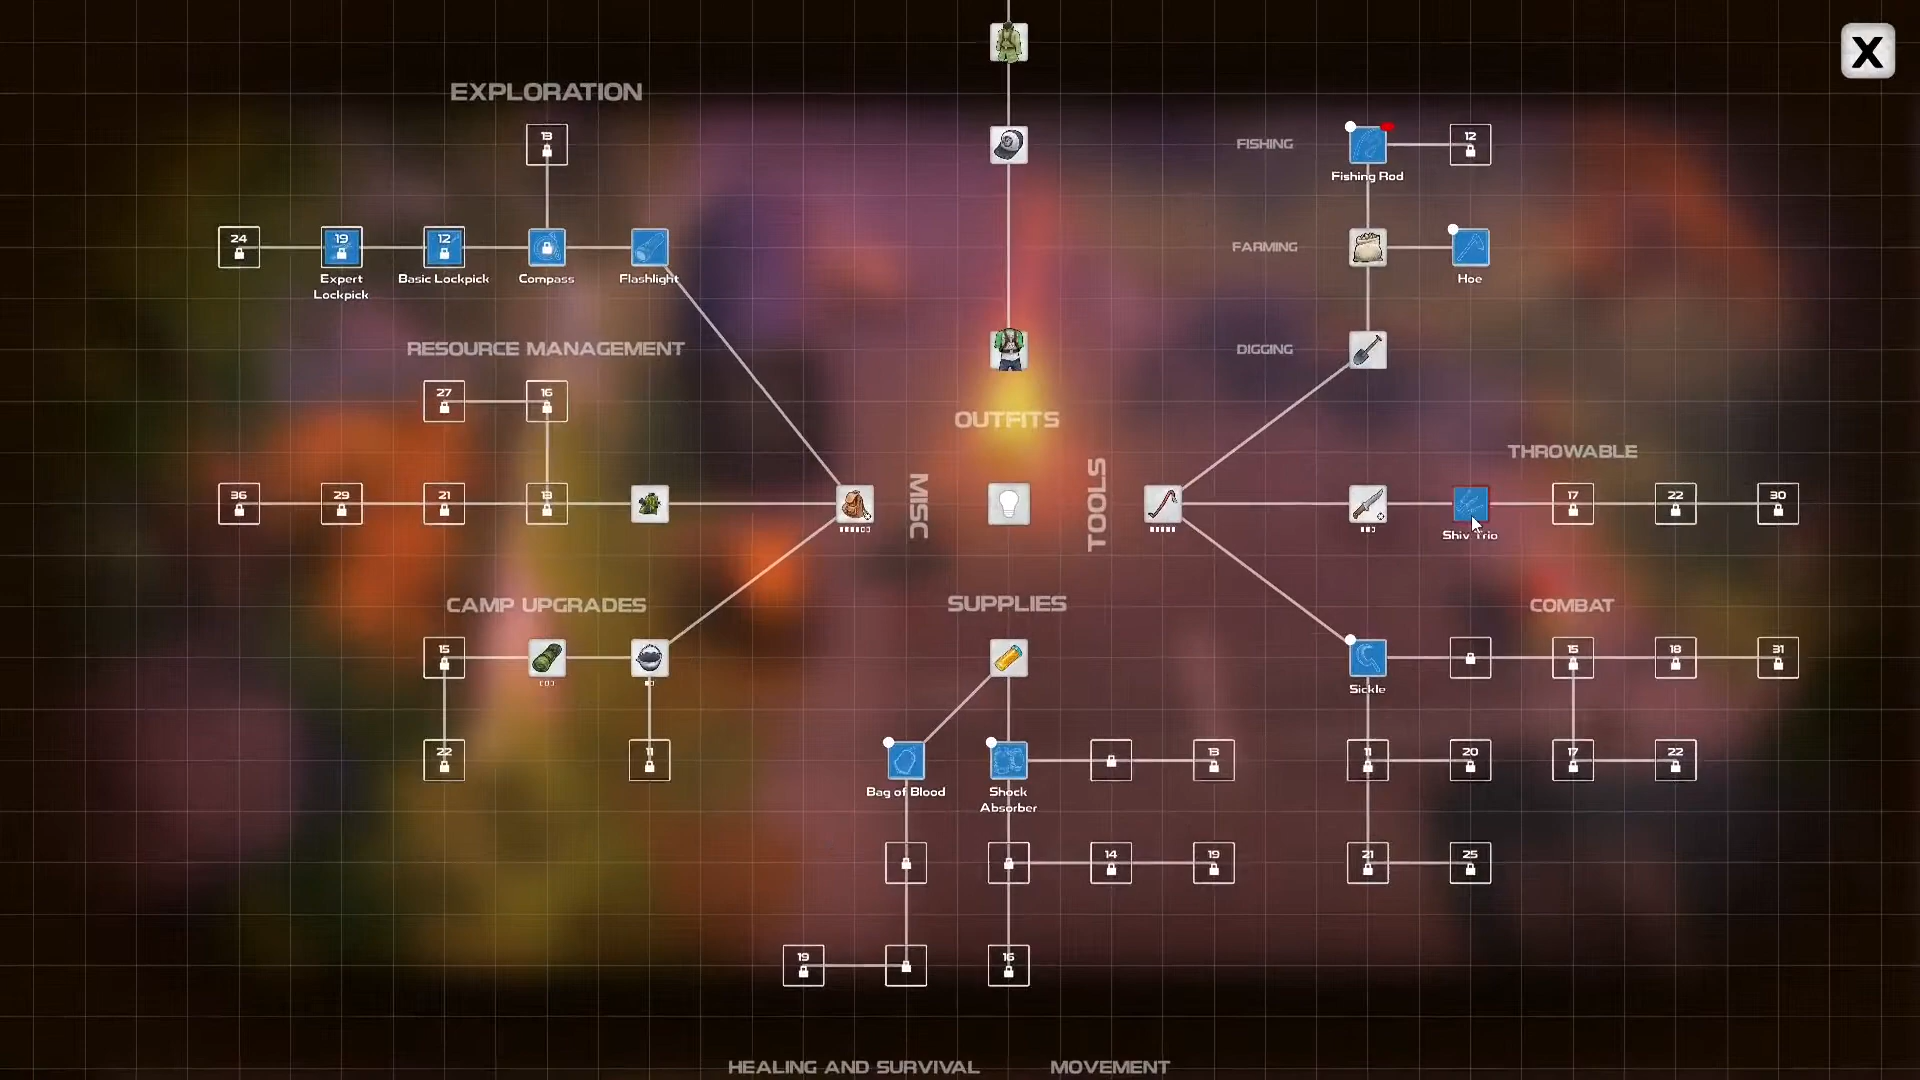 X
EXPLORATION
13
FISHING
12
Fishing Rod
24
19
12
FARMING
Expert
Lockpick
Basic Lockpick
Compass
Flashlight
Hoe
RESOURCE MANAGEMENT
DIGGING
27
16
OUTFITS
THROWABLE
36
29
21
13
MISC
TOOLS
17
22
30
Shiv Trio
CAMP UPGRADES
SUPPLIES
COMBAT
15
15
18
31
Sickle
22
11
13
11
20
17
22
Bag of Blood
Shock
Absorber
14
19
21
25
19
16
HEALING AND SURVIVAL
MOVEMENT